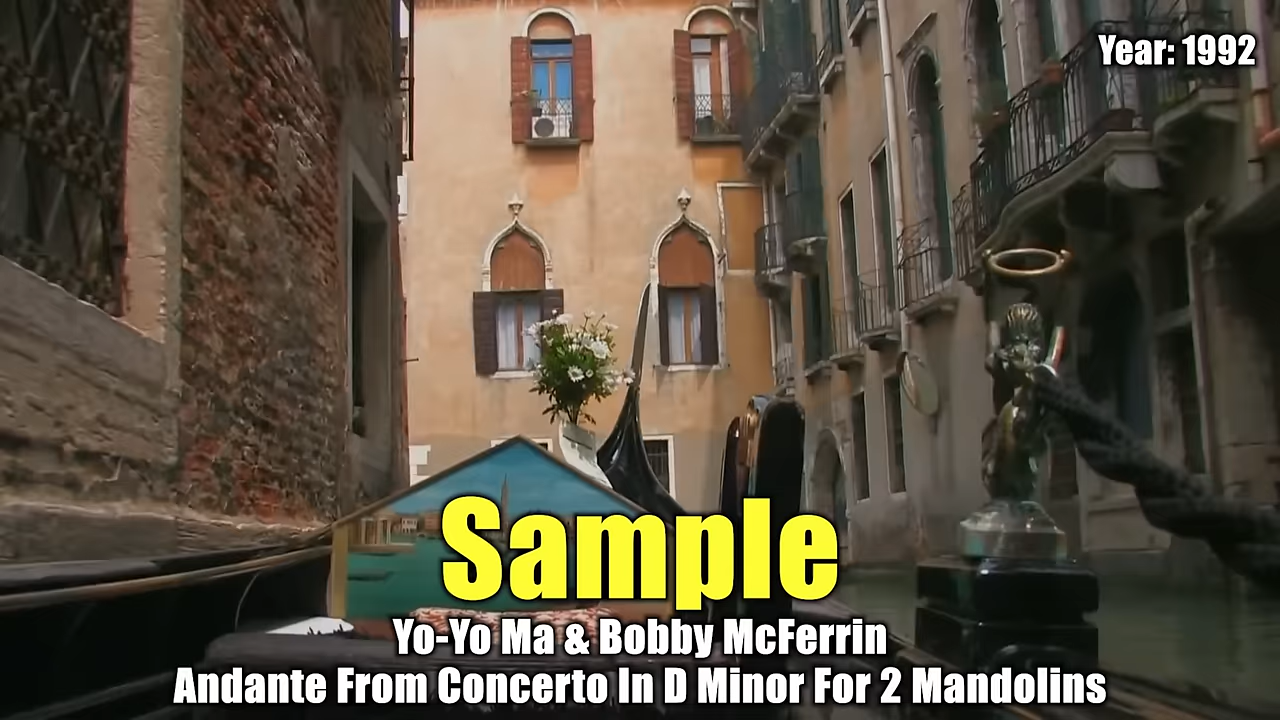 Year: 1992
Sample
Yo-Yo Ma & Bobby McFerrin
Andante From Concerto In D Minor For 2 Mandolins